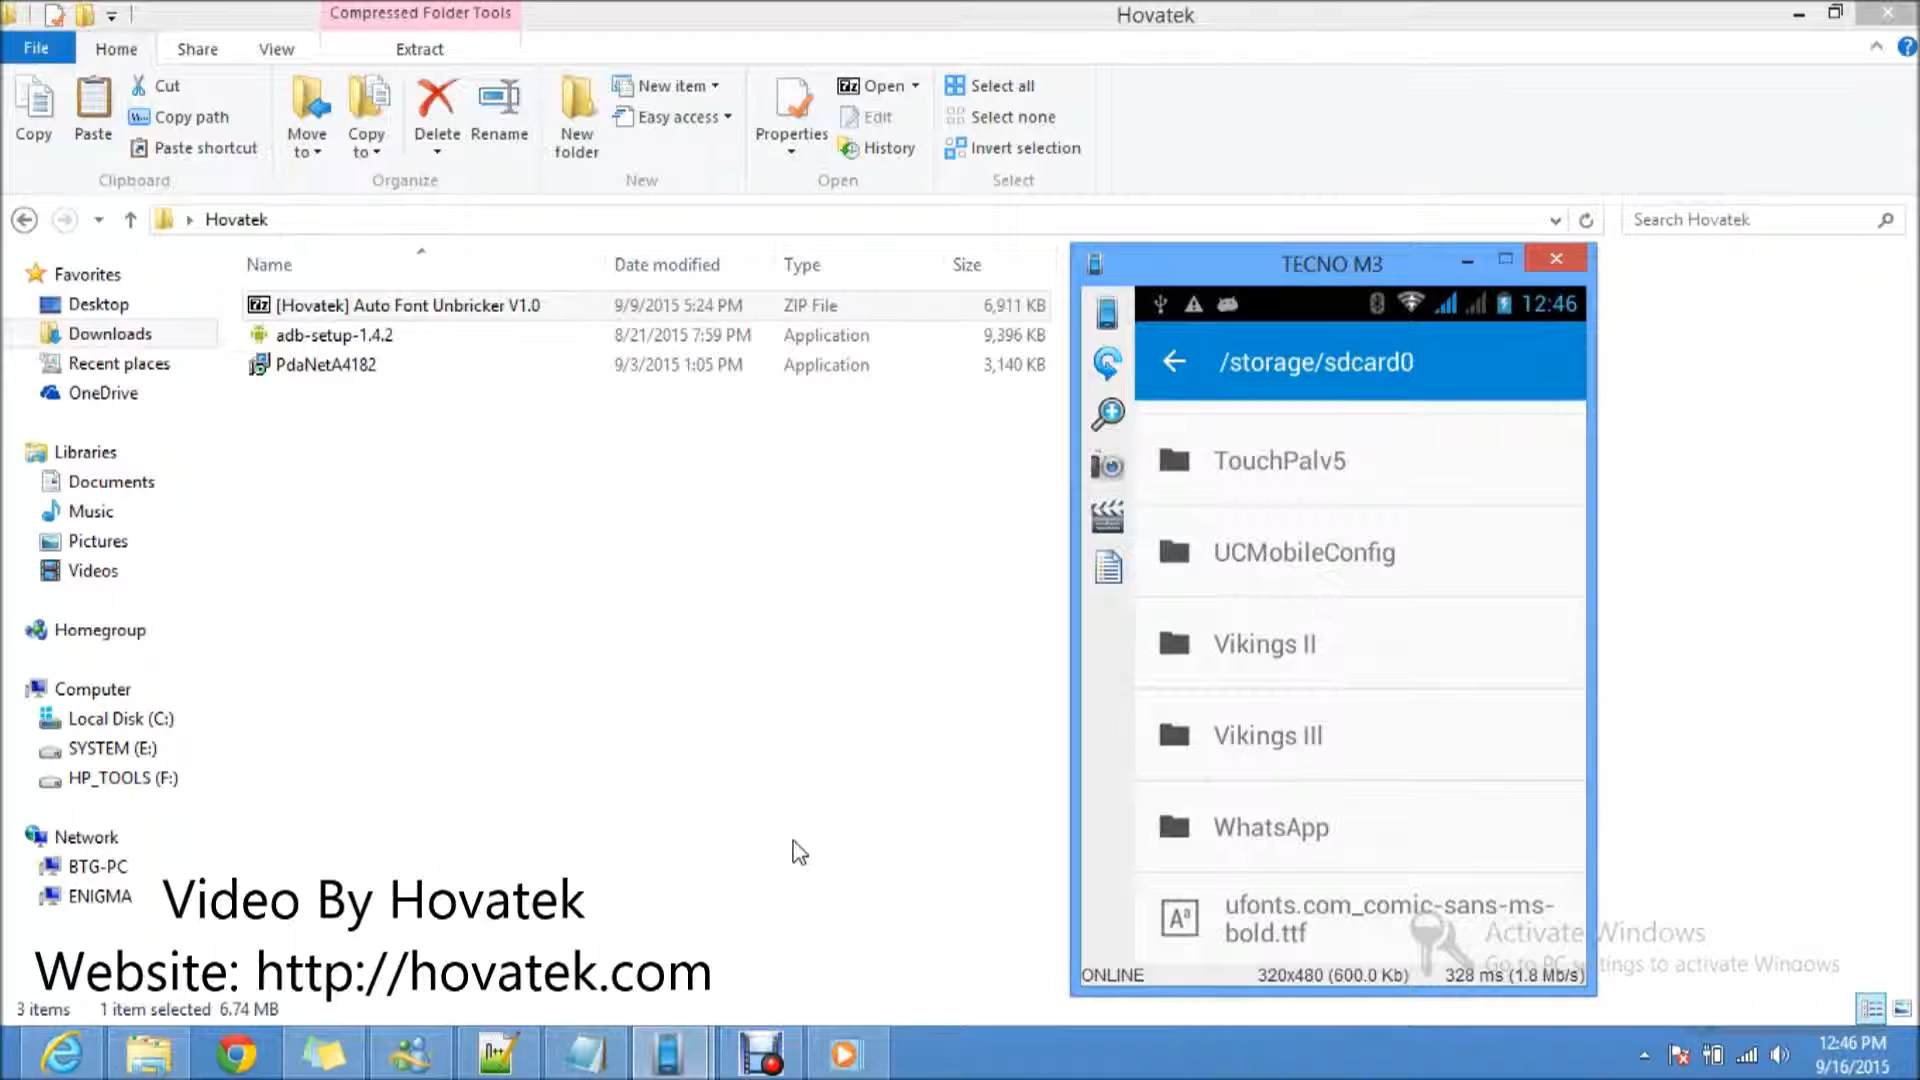 Compressed Folder Tools
Hovatek
File
Home
Share
View
Extract
Copy
Paste
Cut
Copy path
Paste shortcut
Clipboard
Move to
Copy to
Delete
Rename
Organize
New folder
New item
Easy access
New
Properties
Open
Edit
History
Open
Select all
Select none
Invert selection
Select
Hovatek
Search Hovatek
Favorites
Desktop
Downloads
Recent places
OneDrive
Libraries
Documents
Music
Pictures
Videos
Homegroup
Computer
Local Disk (C:)
SYSTEM (E:)
HP_TOOLS (F:)
Network
BTG-PC
ENIGMA
Name Date modified Type Size
[Hovatek] Auto Font Unbricker V1.0 9/9/2015 5:24 PM ZIP File 6,911 KB
adb-setup-1.4.2 8/21/2015 7:59 PM Application 9,396 KB
PdaNetA4182 9/3/2015 1:05 PM Application 3,140 KB
TECNO M3
12:46
/storage/sdcard0
TouchPalv5
UCMobileConfig
Vikings II
Vikings IIl
WhatsApp
ufonts.com_comic-sans-ms-
bold.ttf
ONLINE 320x480 (600.0 Kb) 328 ms (1.8 Mb/s)
Activate Windows
Go to PC settings to activate Windows
Video By Hovatek
Website: http://hovatek.com
3 items 1 item selected 6.74 MB
12:46 PM
9/16/2015